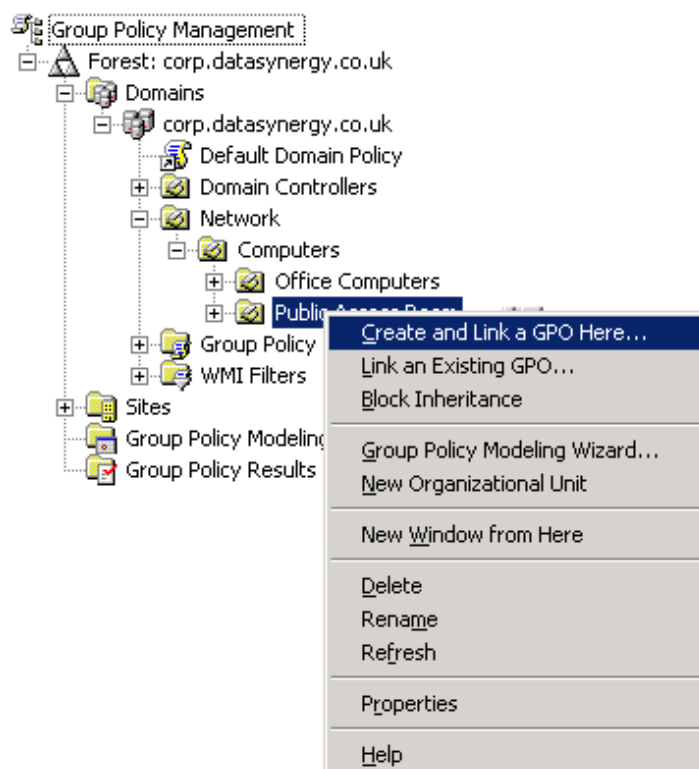 Group Policy Management
Forest: corp.datasynergy.co.uk
Domains
corp.datasynergy.co.uk
Default Domain Policy
Domain Controllers
Network
Computers
Office Computers
Public
Group Policy
WMI Filters
Sites
Group Policy Modeling
Group Policy Results
Create and Link a GPO Here...
Link an Existing GPO...
Block Inheritance
Group Policy Modeling Wizard...
New Organizational Unit
New Window from Here
Delete
Rename
Refresh
Properties
Help